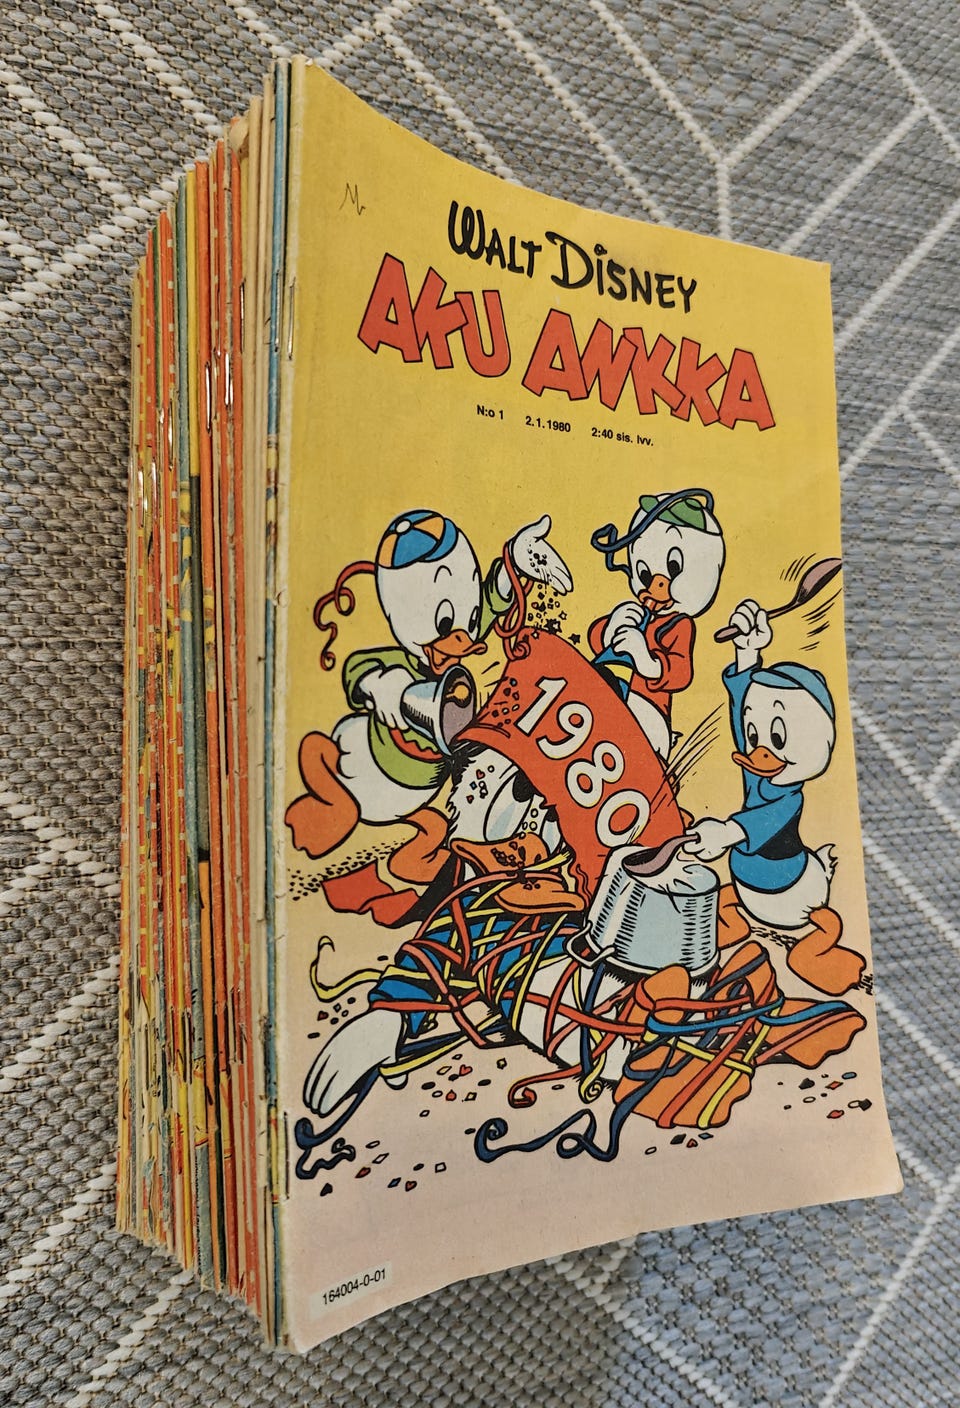 WALT DISNEY
AKU ANKKA
N:o 1 2.1.1980 2:40 sis. lvv.
1980
164004-0-01